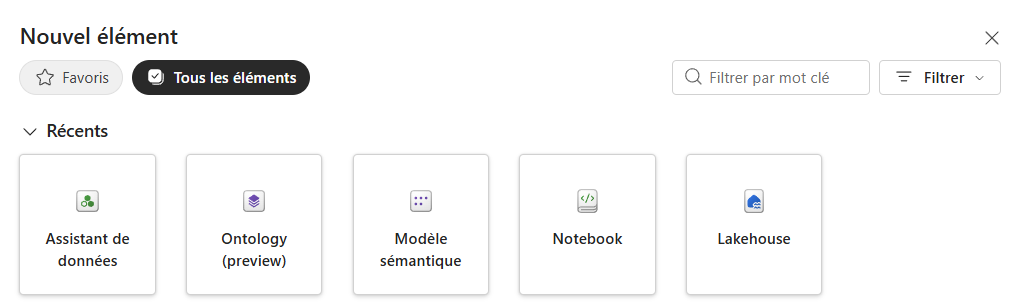 Nouvel élément
Favoris
Tous les éléments
Filtrer par mot clé
Filtrer
Récents
Assistant de
données
Ontology
(preview)
Modèle
sémantique
Notebook
Lakehouse